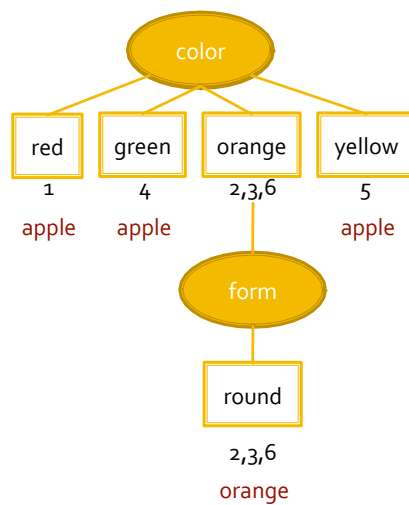 color
red green orange yellow
1 4 2,3,6 5
apple apple apple
form
round
2,3,6
orange